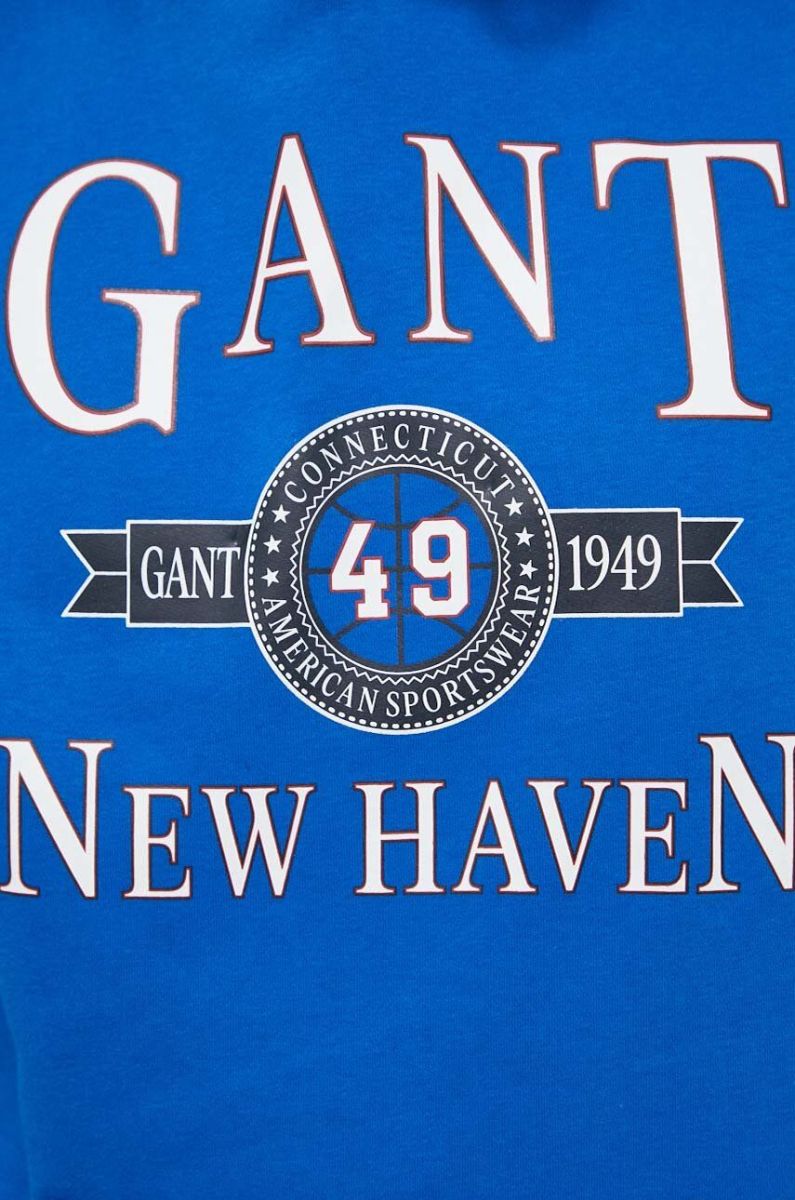 GANT
CONNECTICUT
GANT 49 1949
AMERICAN SPORTSWEAR
NEW HAVEN